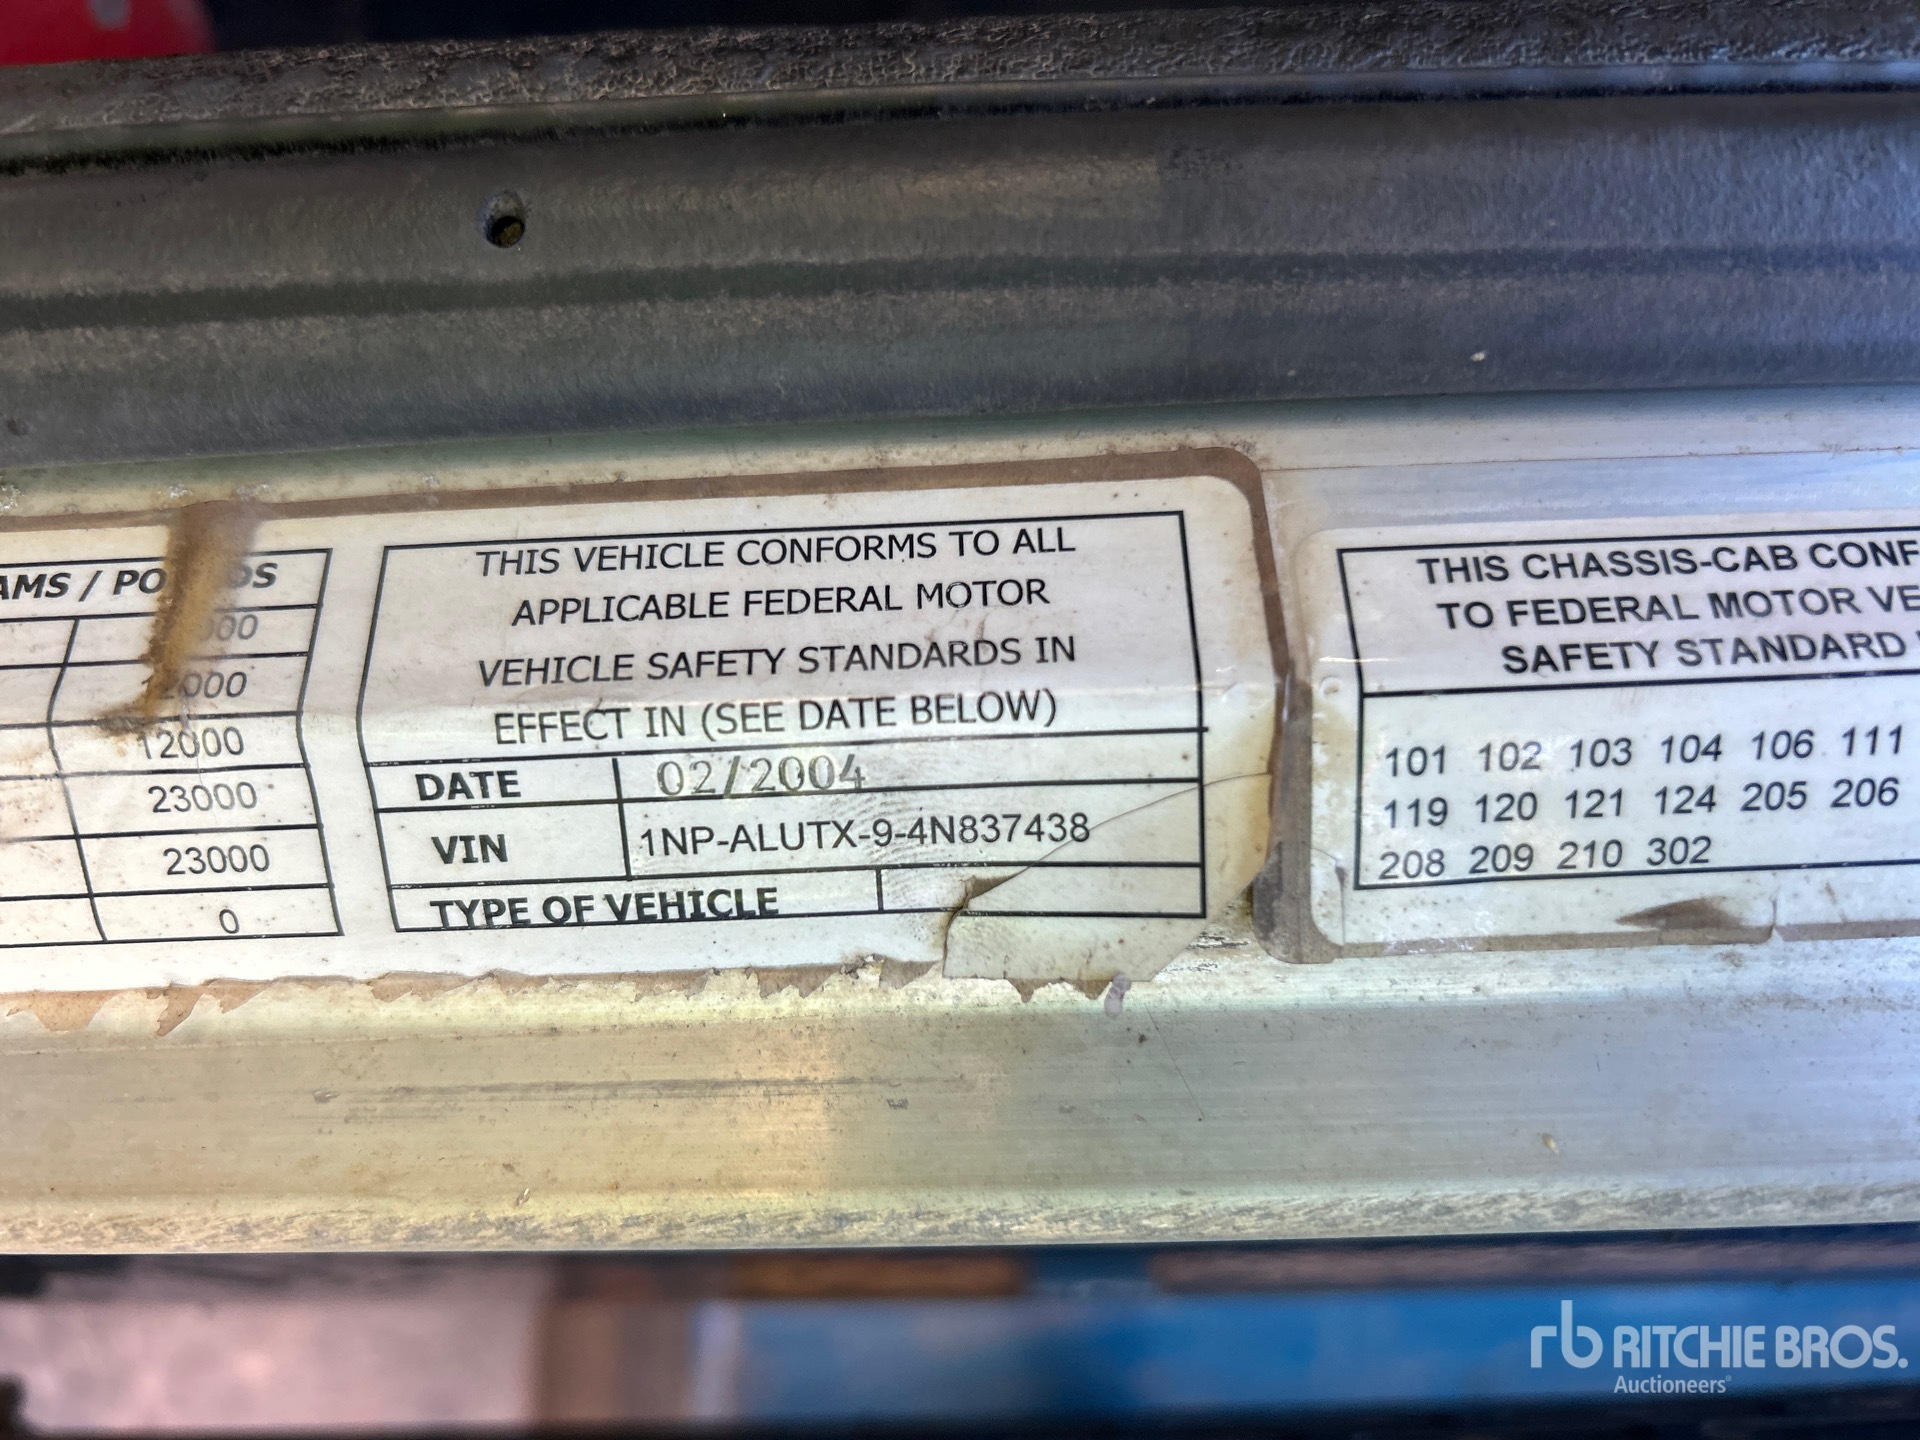 AMS / PO DS
000
12000
12000
23000
23000
0
THIS VEHICLE CONFORMS TO ALL
APPLICABLE FEDERAL MOTOR
VEHICLE SAFETY STANDARDS IN
EFFECT IN (SEE DATE BELOW)
DATE 02/2004
VIN 1NP-ALUTX-9-4N837438
TYPE OF VEHICLE
THIS CHASSIS-CAB CONF
TO FEDERAL MOTOR VE
SAFETY STANDARD
101 102 103 104 106 111
119 120 121 124 205 206
208 209 210 302
rb RITCHIE BROS.
Auctioneers